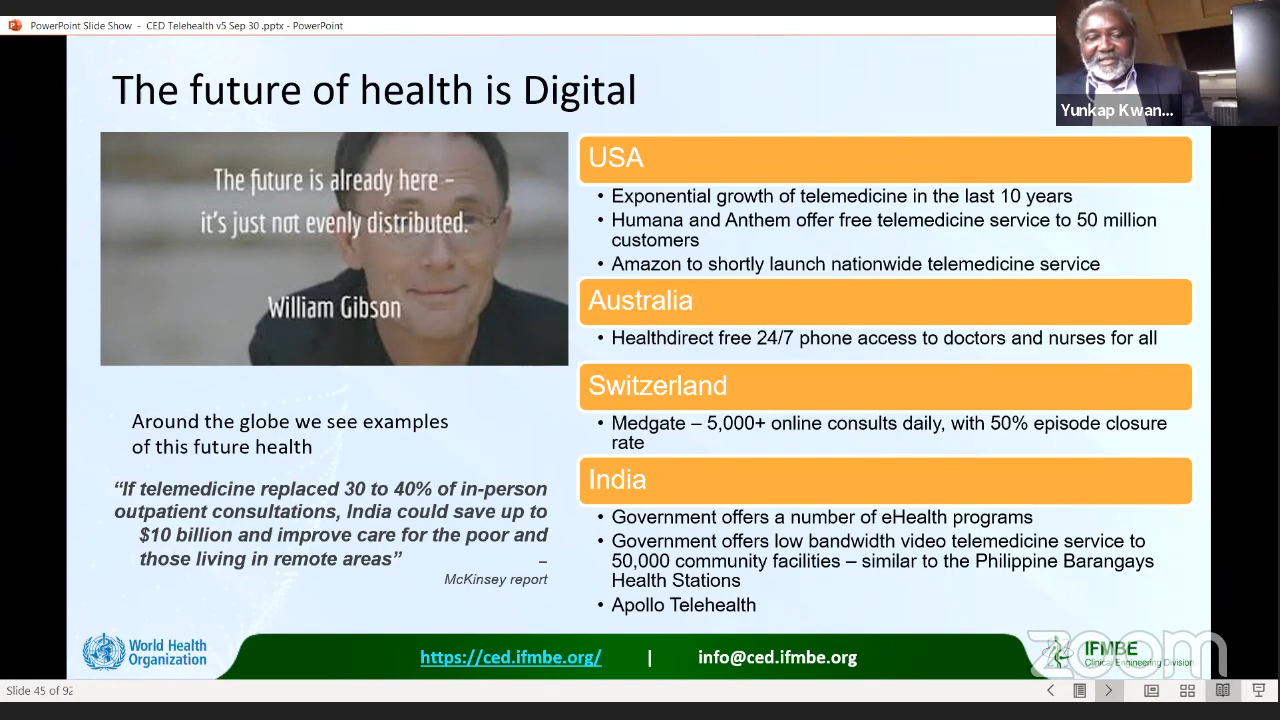 PowerPoint Slide Show - CED Telehealth v5 Sep 30 .pptx - PowerPoint
Yunkap Kwan...
The future of health is Digital
The future is already here –
it's just not evenly distributed.
William Gibson
Around the globe we see examples
of this future health
“If telemedicine replaced 30 to 40% of in-person
outpatient consultations, India could save up to
$10 billion and improve care for the poor and
those living in remote areas”
–
McKinsey report
USA
• Exponential growth of telemedicine in the last 10 years
• Humana and Anthem offer free telemedicine service to 50 million
customers
• Amazon to shortly launch nationwide telemedicine service
Australia
• Healthdirect free 24/7 phone access to doctors and nurses for all
Switzerland
• Medgate – 5,000+ online consults daily, with 50% episode closure
rate
India
• Government offers a number of eHealth programs
• Government offers low bandwidth video telemedicine service to
50,000 community facilities – similar to the Philippine Barangays
Health Stations
• Apollo Telehealth
World Health
Organization
https://ced.ifmbe.org/ | info@ced.ifmbe.org
IFMBE
Clinical Engineering Division
zoom
Slide 45 of 92